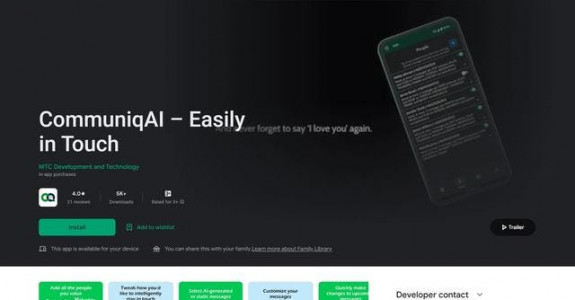 CommuniqAI – Easily
in Touch
never forget to say 'I love you' again.
MTC Development and Technology
In app purchases
People
4.0★
21 reviews
5K+
Downloads
Rated for 3+
Install
Add to wishlist
Trailer
This app is available for your device
You can share this with your family. Learn more about Family Library
Add all the people
you value
Tweak how you'd
like to intelligently
stay in touch
Select AI-generated
or static messages
Customize your
messages
Quickly make
changes to upcoming
messages
Developer contact